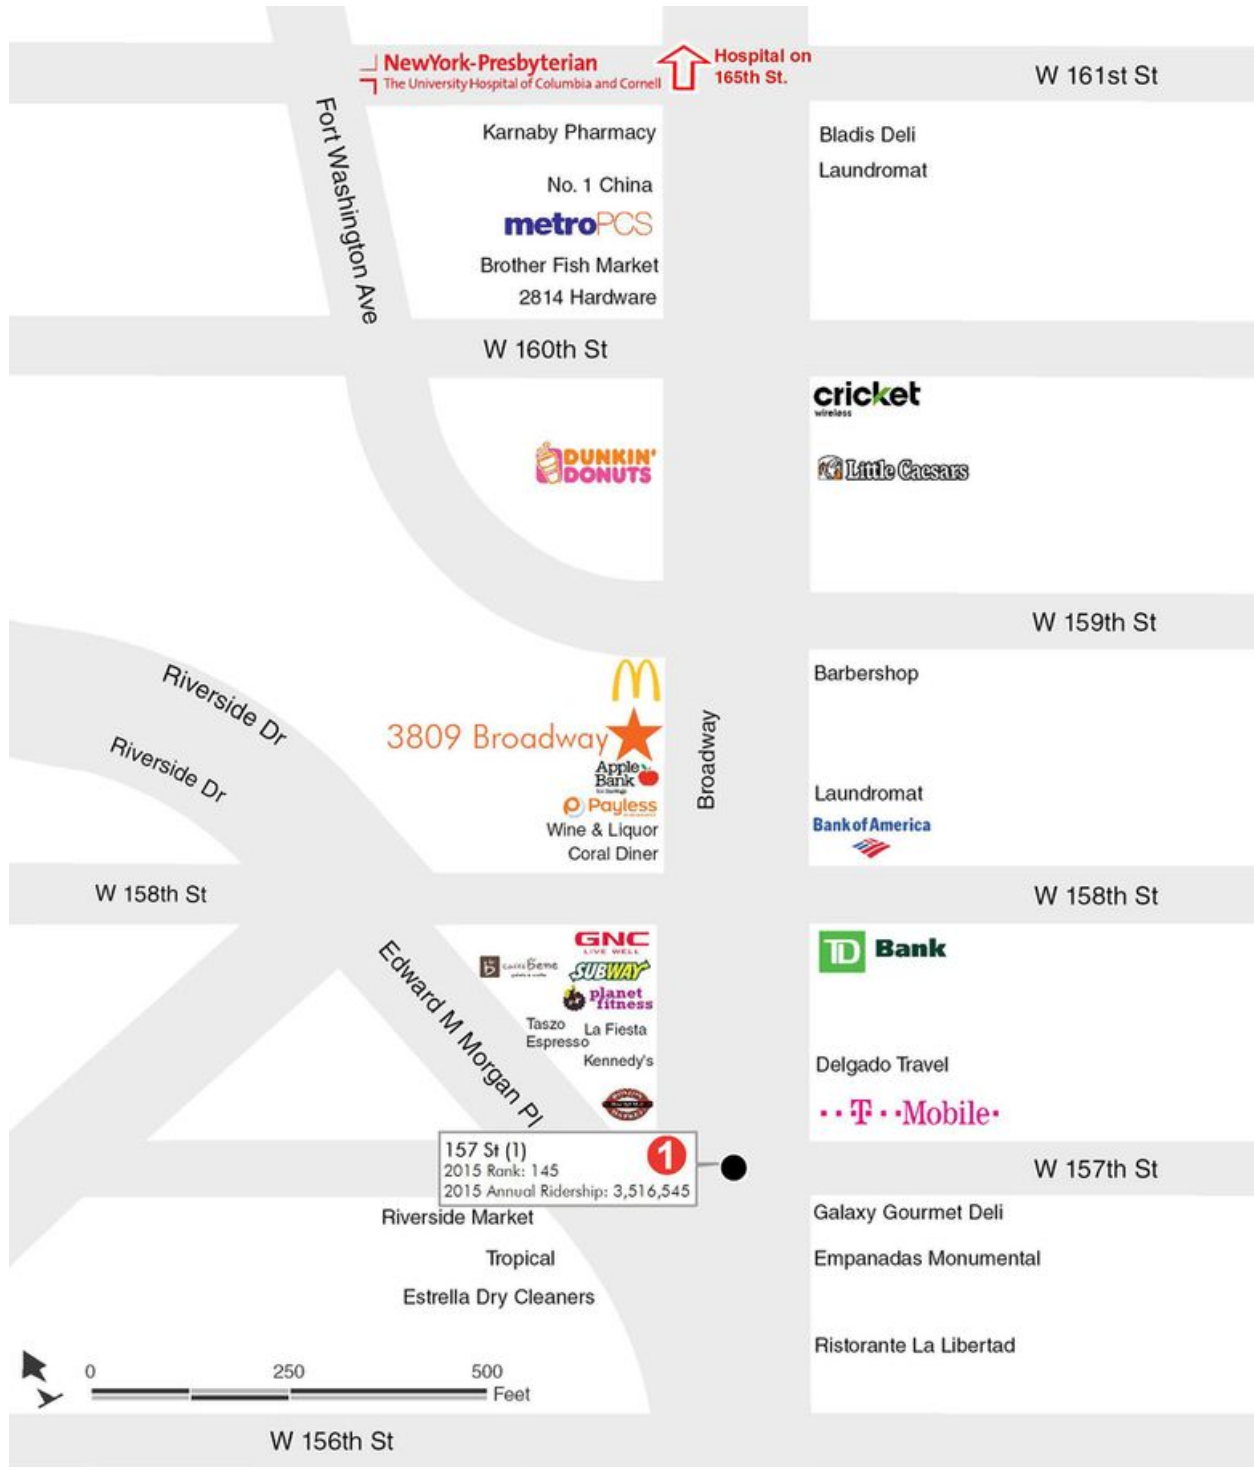 NewYork-Presbyterian
The University Hospital of Columbia and Cornell
Hospital on
165th St.
W 161st St
Fort Washington Ave
Karnaby Pharmacy
No. 1 China
metroPCS
Brother Fish Market
2814 Hardware
Bladis Deli
Laundromat
W 160th St
DUNKIN'
DONUTS
cricket
wireless
Little Caesars
W 159th St
Riverside Dr
Riverside Dr
3809 Broadway
Apple
Bank
Payless
Wine & Liquor
Coral Diner
Broadway
Barbershop
Laundromat
Bank of America
W 158th St
W 158th St
Edward M Morgan Pl
GNC
LIVE WELL
caffé bene
SUBWAY
planet
fitness
Taszo
Espresso
La Fiesta
Kennedy's
TD Bank
Delgado Travel
T Mobile
157 St (1)
2015 Rank: 145
2015 Annual Ridership: 3,516,545
1
W 157th St
Riverside Market
Tropical
Estrella Dry Cleaners
Galaxy Gourmet Deli
Empanadas Monumental
Ristorante La Libertad
0 250 500
Feet
W 156th St